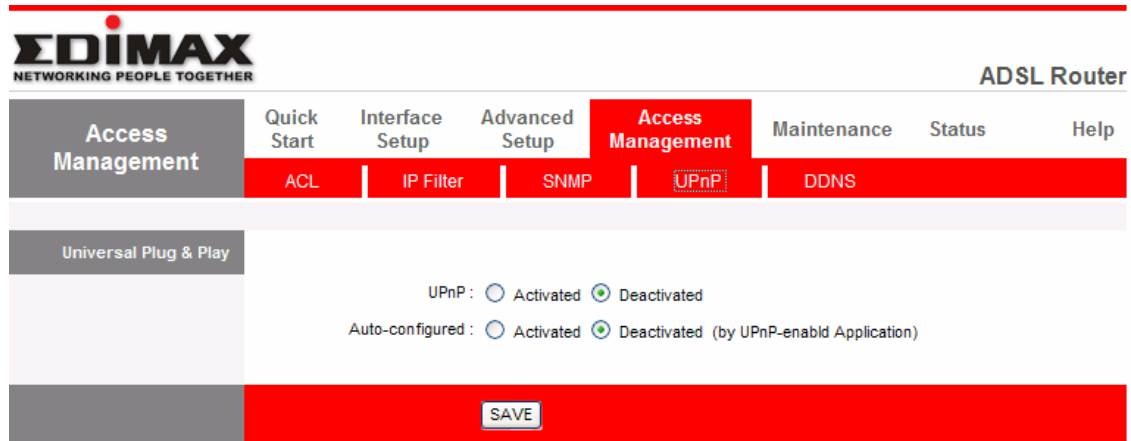 EDIMAX
NETWORKING PEOPLE TOGETHER
ADSL Router
Access Management
Quick Start
Interface Setup
Advanced Setup
Access Management
Maintenance
Status
Help
ACL
IP Filter
SNMP
UPnP
DDNS
Universal Plug & Play
UPnP : Activated Deactivated
Auto-configured : Activated Deactivated (by UPnP-enabld Application)
SAVE